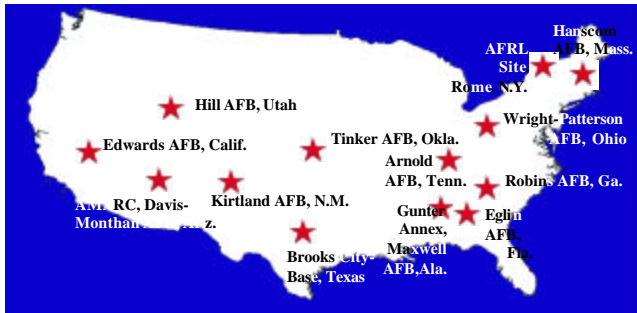 Hanscom
AFB, Mass.
AFRL
Site
Rome N.Y.
Hill AFB, Utah
Wright-Patterson
AFB, Ohio
Edwards AFB, Calif.
Tinker AFB, Okla.
Arnold
AFB, Tenn.
Robins AFB, Ga.
RC, Davis-
Monthan
Kirtland AFB, N.M.
Gunter
Annex,
Maxwell
AFB,Ala.
Eglin
AFB,
Fla.
Brooks City-
Base, Texas